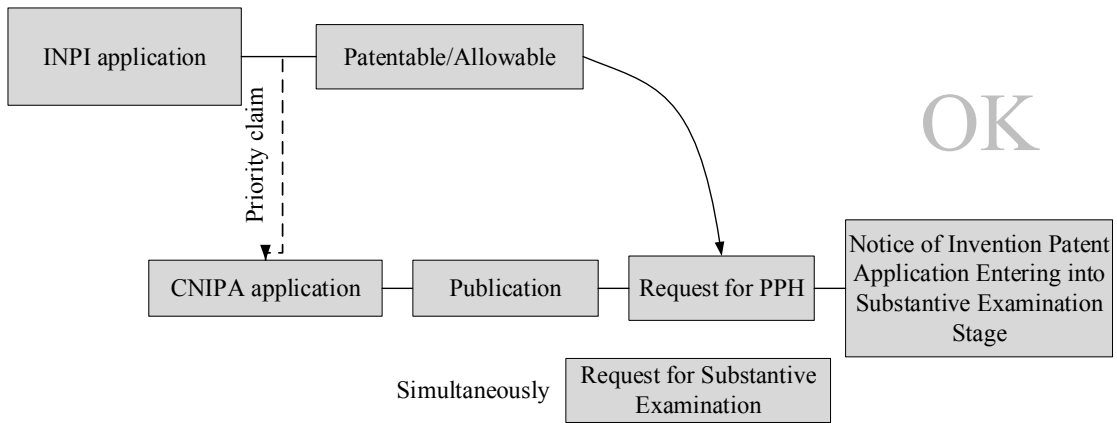 INPI application
Patentable/Allowable
OK
Priority claim
CNIPA application
Publication
Request for PPH
Notice of Invention Patent
Application Entering into
Substantive Examination
Stage
Simultaneously
Request for Substantive
Examination